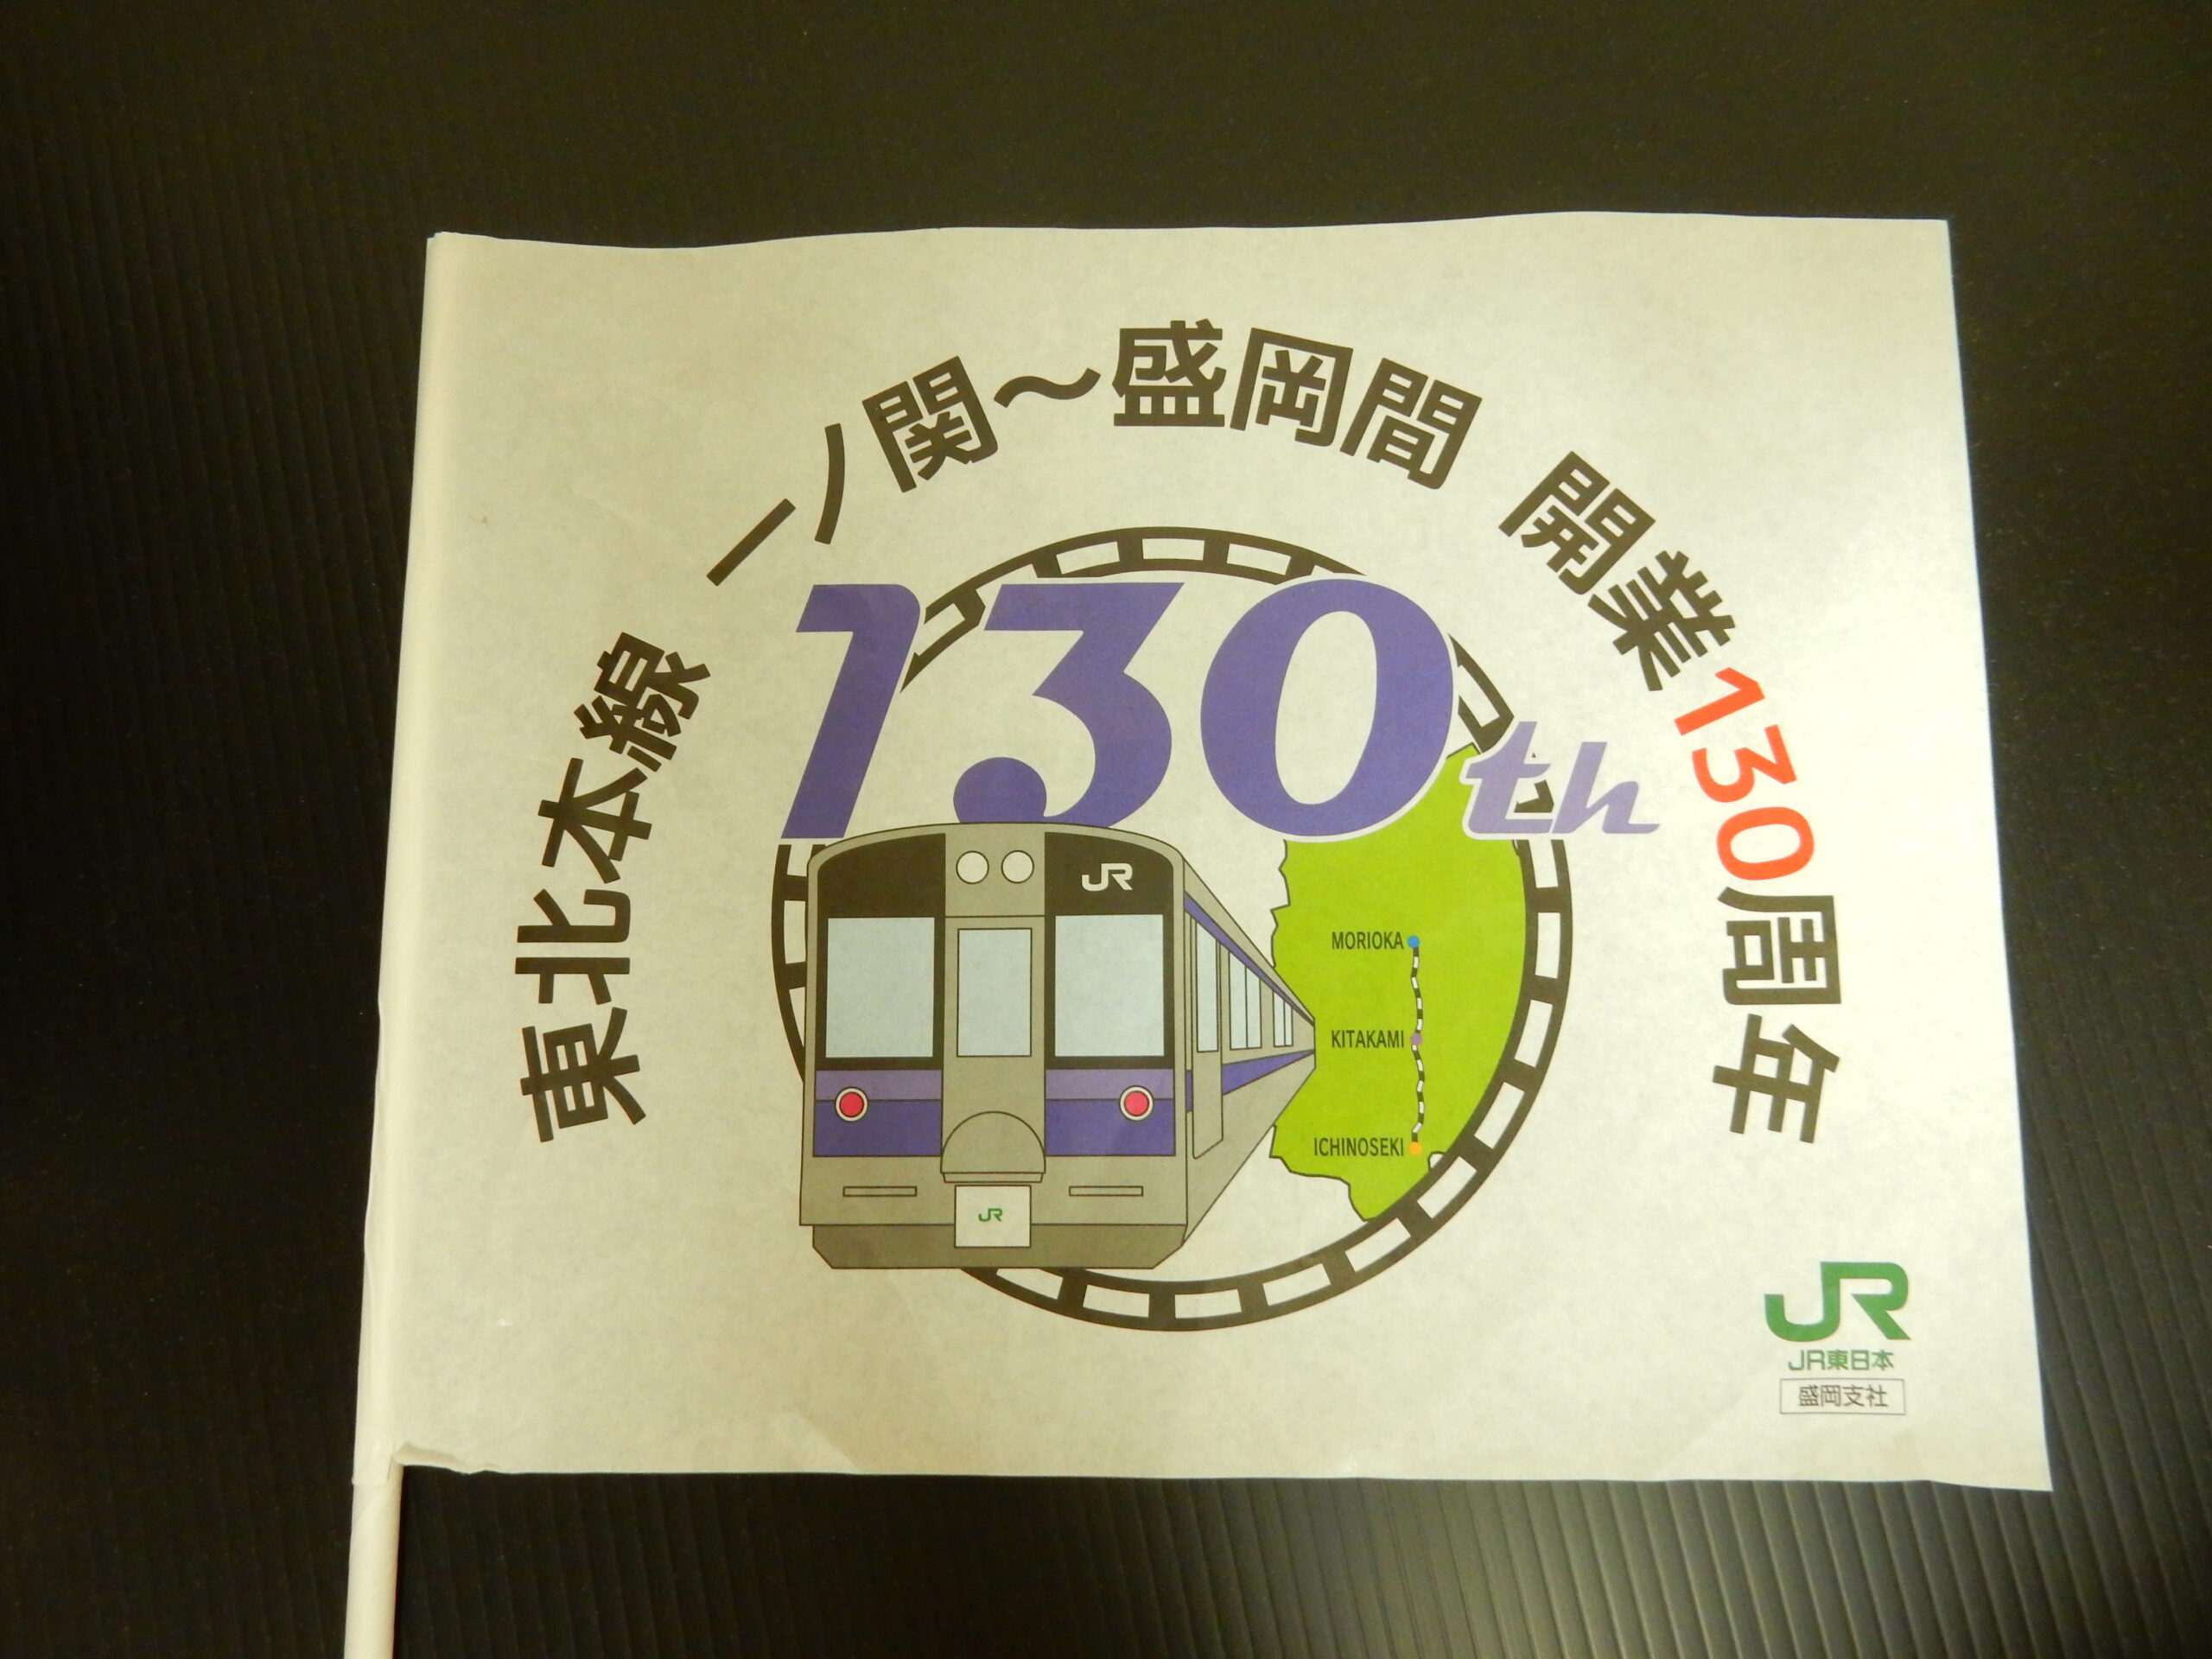 東北本線 一ノ関～盛岡間 開業130周年
130th
JR
MORIOKA
KITAKAMI
ICHINOSEKI
JR
JR
JR東日本
盛岡支社